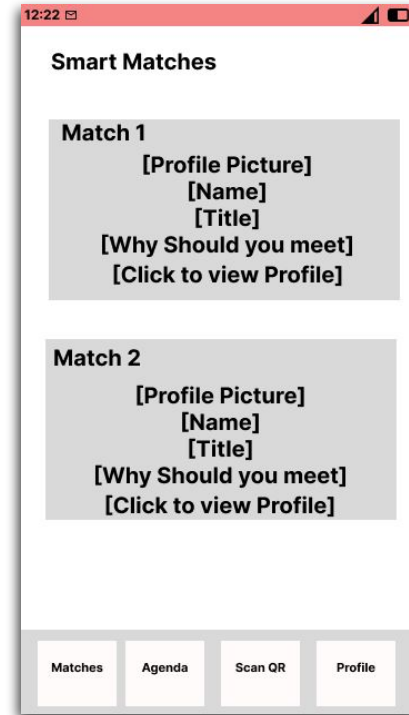 12:22
Smart Matches
Match 1
[Profile Picture]
[Name]
[Title]
[Why Should you meet]
[Click to view Profile]
Match 2
[Profile Picture]
[Name]
[Title]
[Why Should you meet]
[Click to view Profile]
Matches Agenda Scan QR Profile